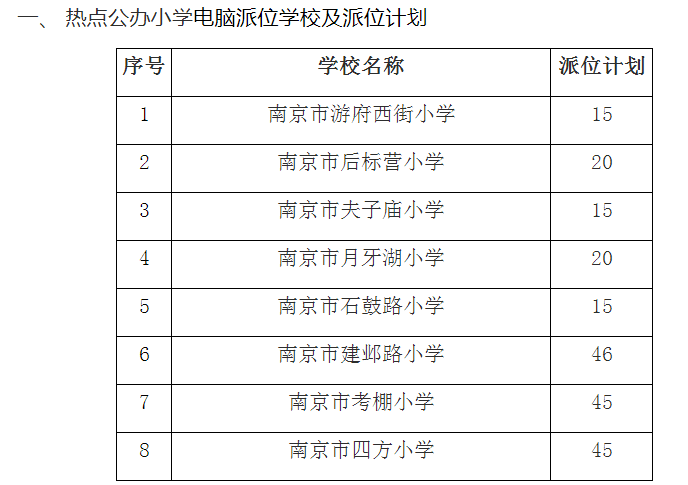 一、 热点公办小学电脑派位学校及派位计划
序号 学校名称 派位计划
1 南京市游府西街小学 15
2 南京市后标营小学 20
3 南京市夫子庙小学 15
4 南京市月牙湖小学 20
5 南京市石鼓路小学 15
6 南京市建邺路小学 46
7 南京市考棚小学 45
8 南京市四方小学 45